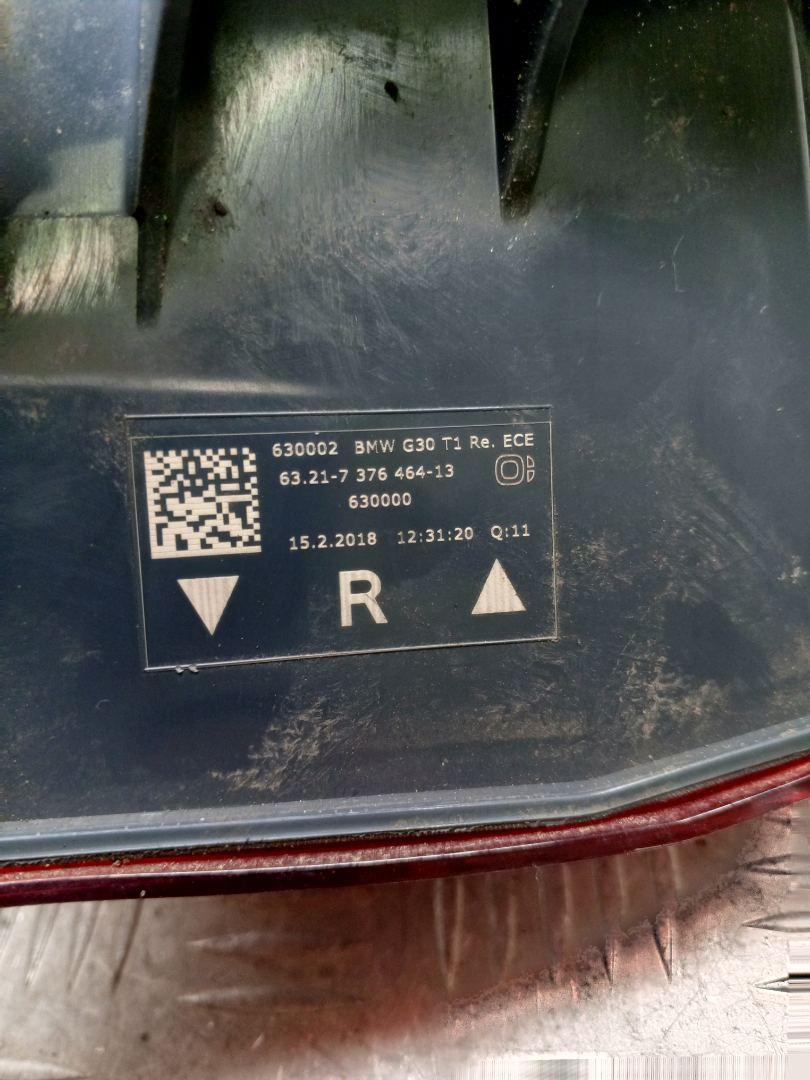 630002 BMW G30 T1 Re. ECE
63.21-7 376 464-13
630000
15.2.2018 12:31:20 Q:11
R